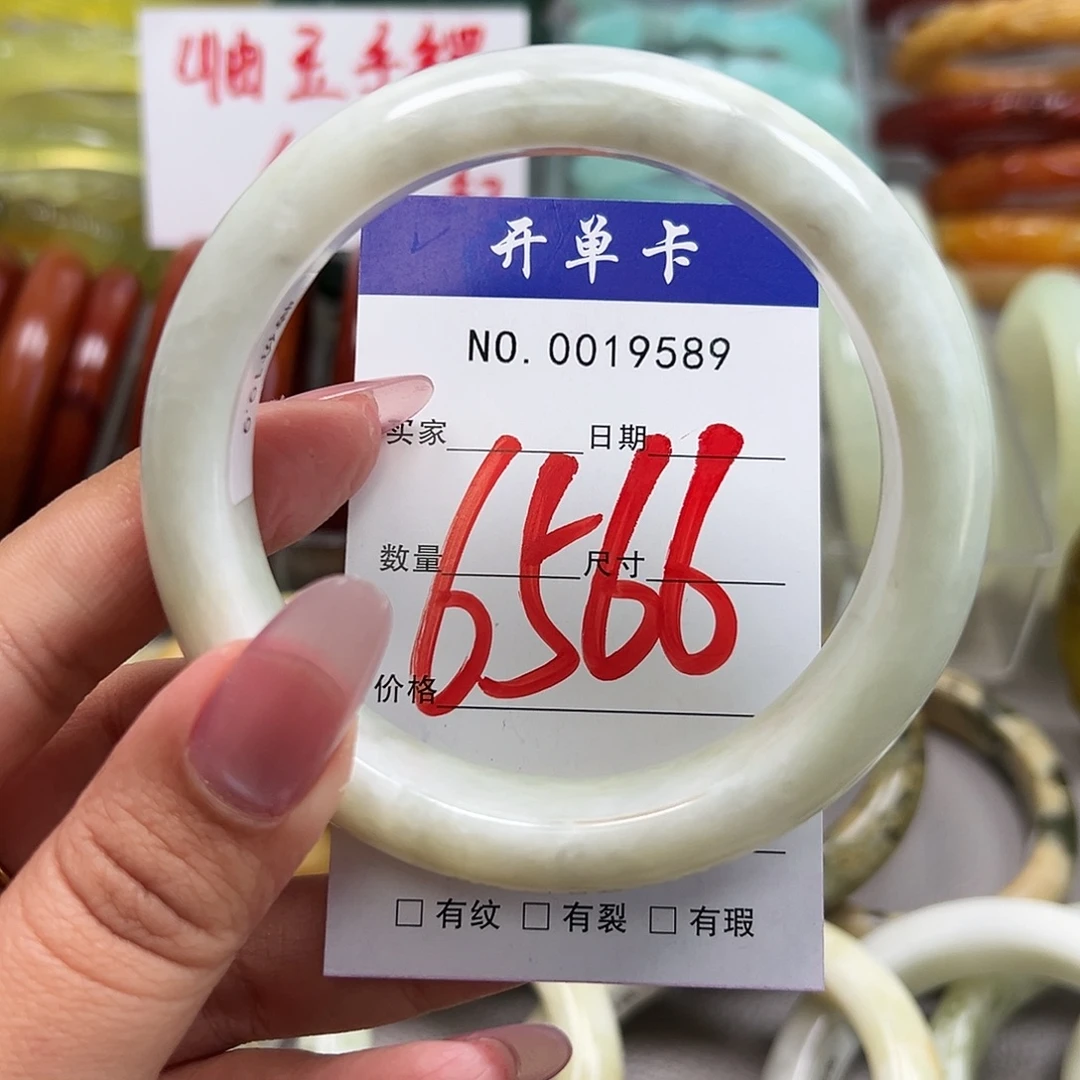 岫玉手镯
开单卡
NO. 0019589
买家 日期
6566
数量 尺寸
价格
□ 有纹 □ 有裂 □ 有瑕